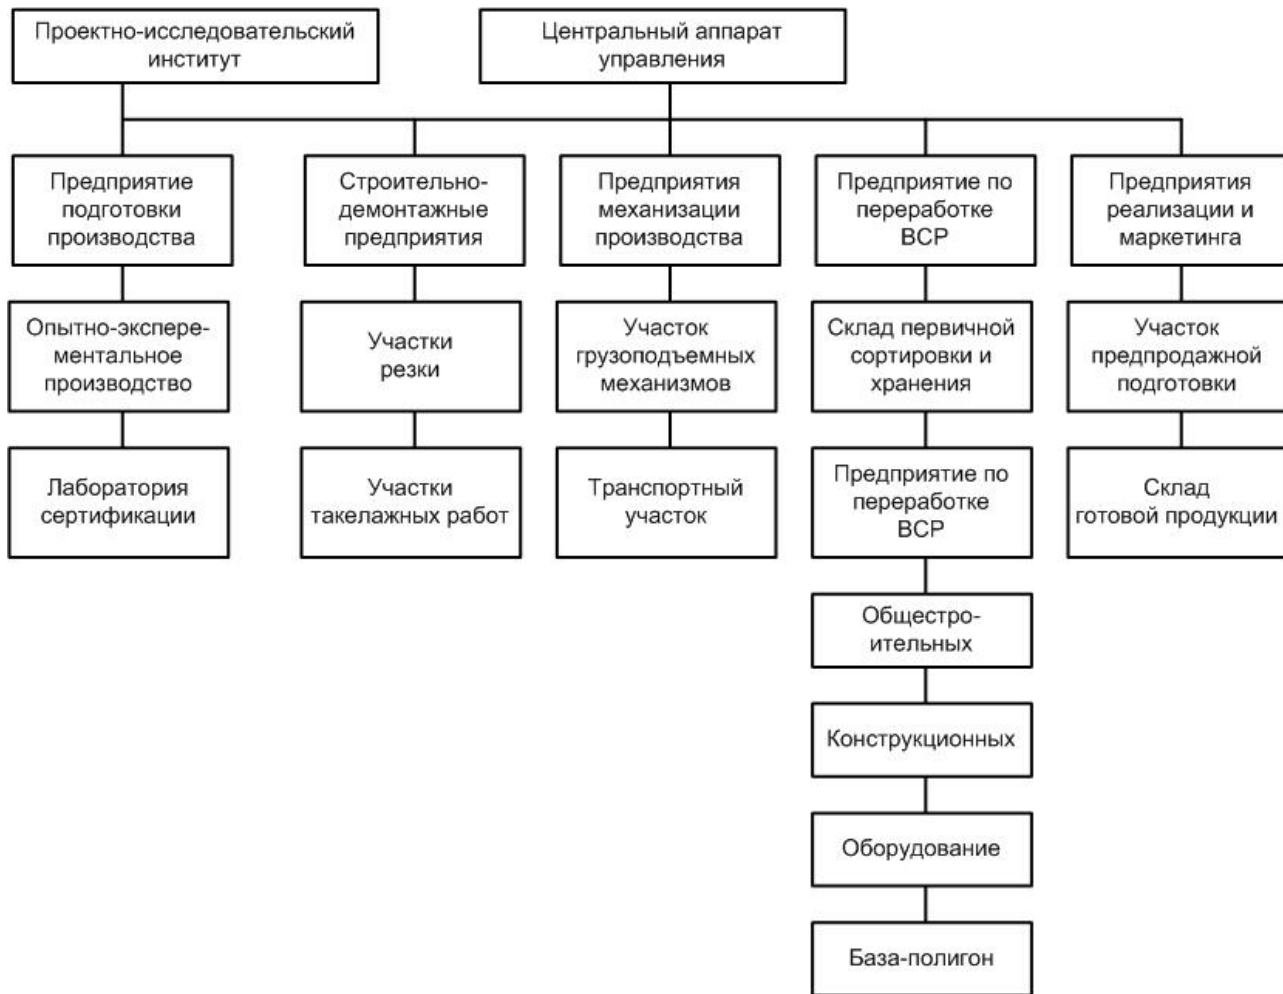 Проектно-исследовательский
институт
Центральный аппарат
управления
Предприятие
подготовки
производства
Строительно-
демонтажные
предприятия
Предприятия
механизации
производства
Предприятие по
переработке
ВСР
Предприятия
реализации и
маркетинга
Опытно-экспере-
ментальное
производство
Участки
резки
Участок
грузоподъемных
механизмов
Склад первичной
сортировки и
хранения
Участок
предпродажной
подготовки
Лаборатория
сертификации
Участки
такелажных работ
Транспортный
участок
Предприятие по
переработке
ВСР
Склад
готовой продукции
Общестро-
ительных
Конструкционных
Оборудование
База-полигон